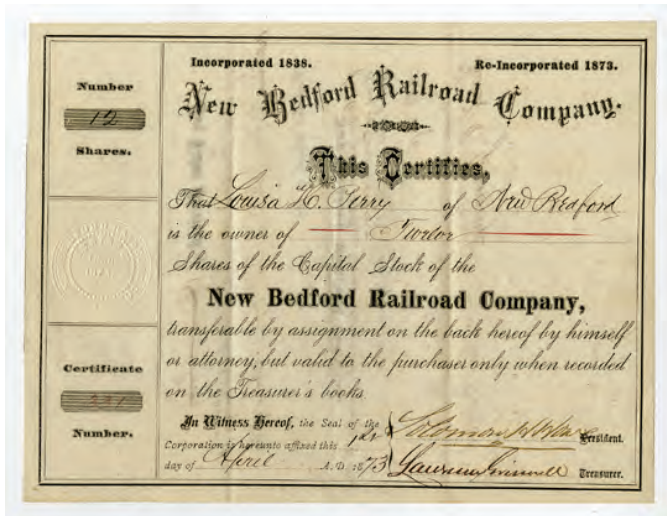 Number
12
Shares.
Certificate
Number.
Incorporated 1838.
Re-Incorporated 1873.
New Bedford Railroad Company.
This Certifies,
That Louisa H. of New Bedford
is the owner of Twelve
Shares of the Capital Stock of the
New Bedford Railroad Company,
transferable by assignment on the back hereof by himself
or attorney, but valid to the purchaser only when recorded
on the Treasurer's books.
In Witness Hereof, the Seal of the
Corporation is hereunto affixed this 1st
day of April A.D. 1873
President.
Treasurer.